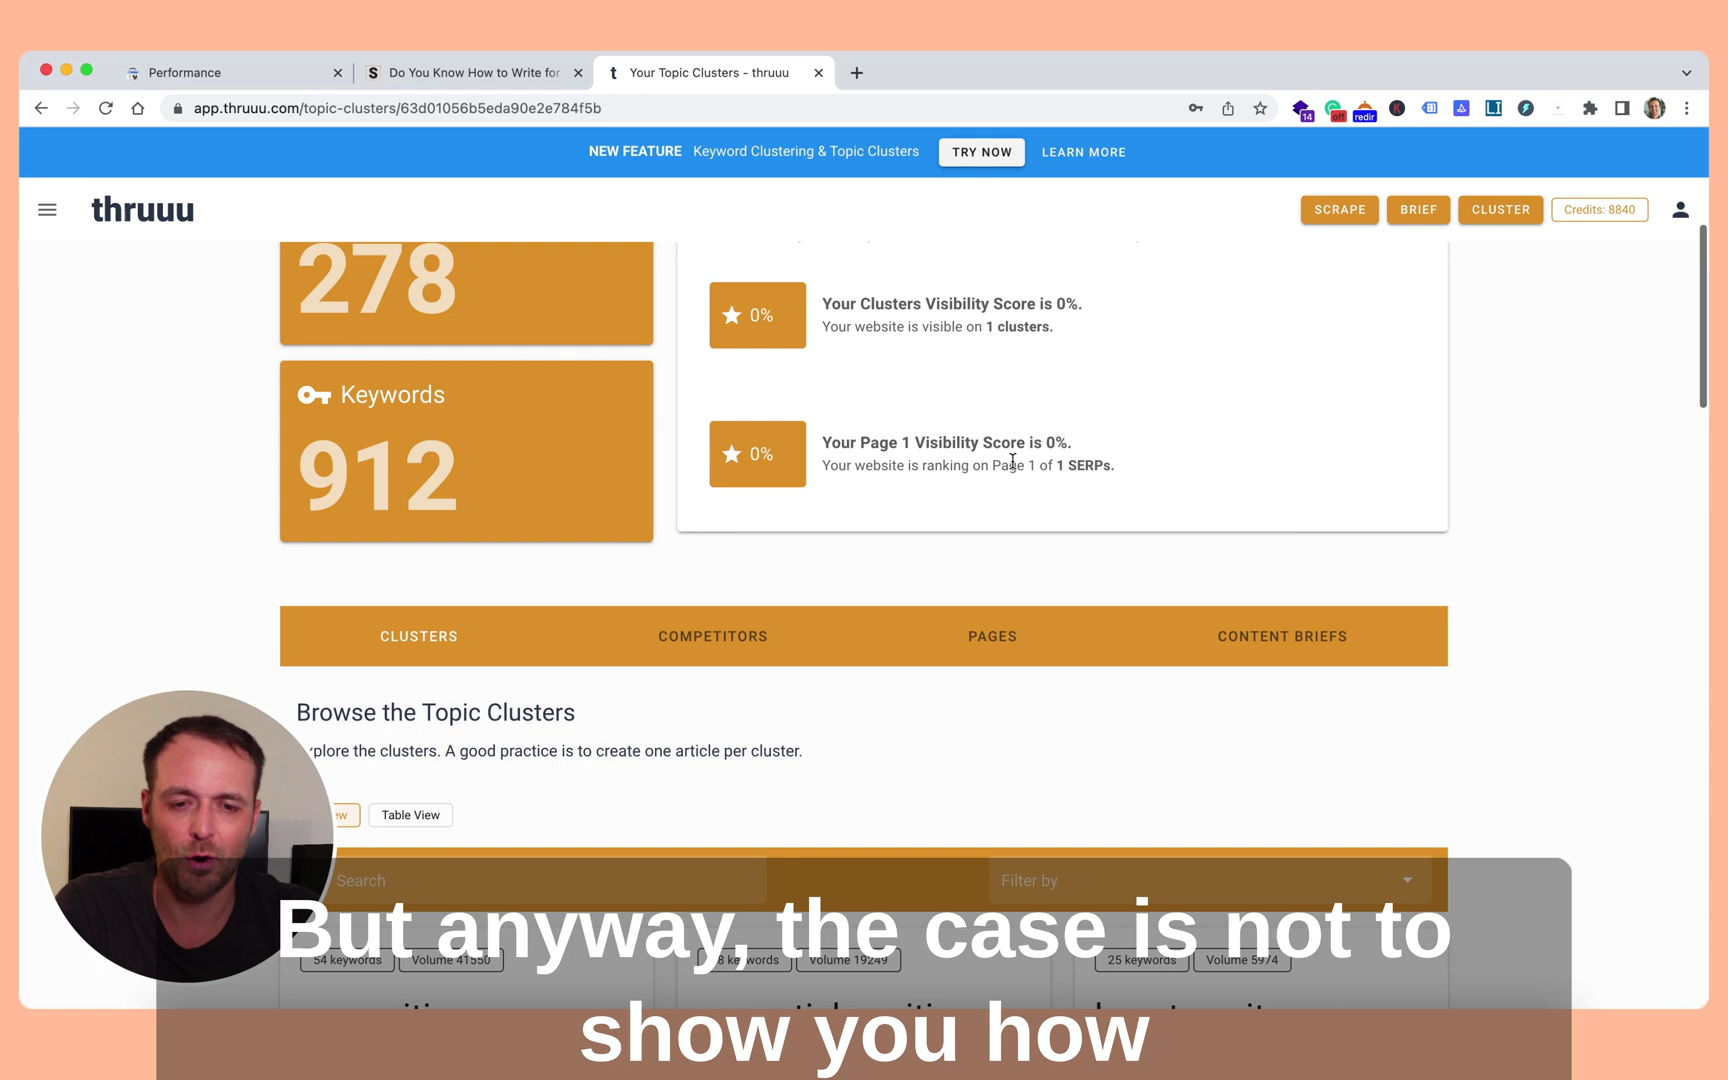 Performance
Do You Know How to Write for
Your Topic Clusters - thruuu
app.thruuu.com/topic-clusters/63d01056b5eda90e2e784f5b
14
off
redir
NEW FEATURE Keyword Clustering & Topic Clusters TRY NOW LEARN MORE
thruuu
SCRAPE
BRIEF
CLUSTER
Credits: 8840
278
Keywords
912
0%
Your Clusters Visibility Score is 0%.
Your website is visible on 1 clusters.
0%
Your Page 1 Visibility Score is 0%.
Your website is ranking on Page 1 of 1 SERPs.
CLUSTERS
COMPETITORS
PAGES
CONTENT BRIEFS
Browse the Topic Clusters
xplore the clusters. A good practice is to create one article per cluster.
ew
Table View
Search
Filter by
54 keywords
Volume 41550
8 keywords
Volume 19249
25 keywords
Volume 5974
But anyway, the case is not to
show you how